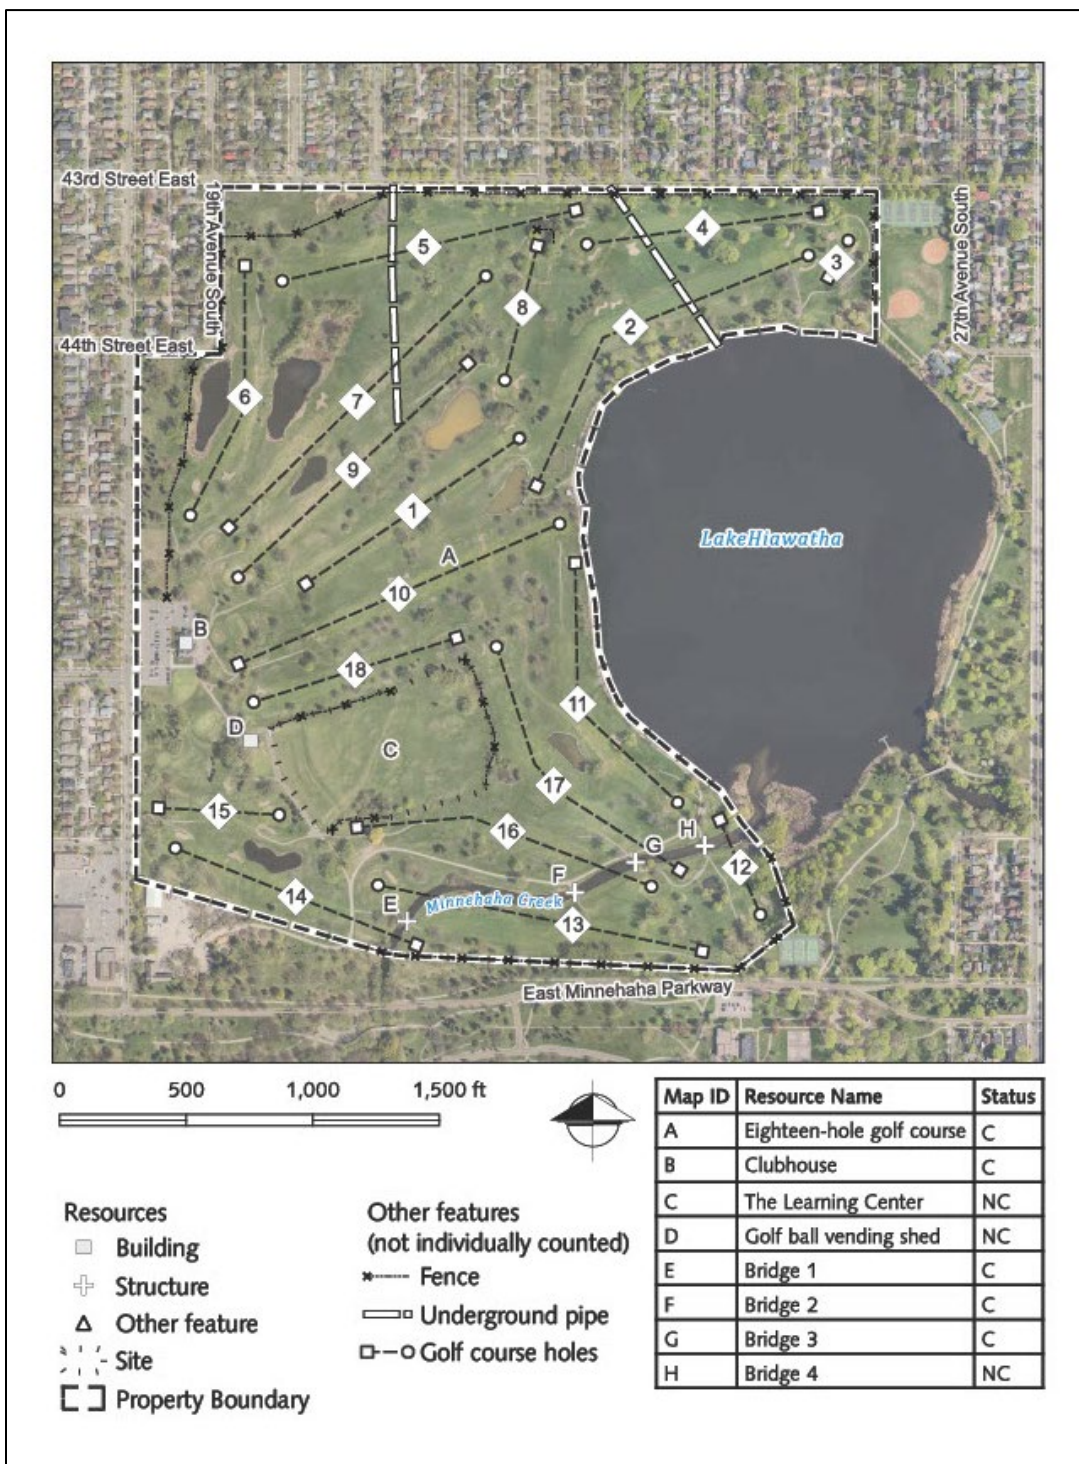 43rd Street East
19th Avenue South
27th Avenue South
44th Street East
5
4
3
8
2
6
7
9
1
LakeHiawatha
A
10
B
18
11
D
C
17
15
16
H
G
12
F
14
E
Minnehaha Creek
13
East Minnehaha Parkway
0 500 1,000 1,500 ft
Resources
Building
Structure
Other feature
Site
Property Boundary
Other features
(not individually counted)
Fence
Underground pipe
Golf course holes
Map ID Resource Name Status
A Eighteen-hole golf course C
B Clubhouse C
C The Learning Center NC
D Golf ball vending shed NC
E Bridge 1 C
F Bridge 2 C
G Bridge 3 C
H Bridge 4 NC